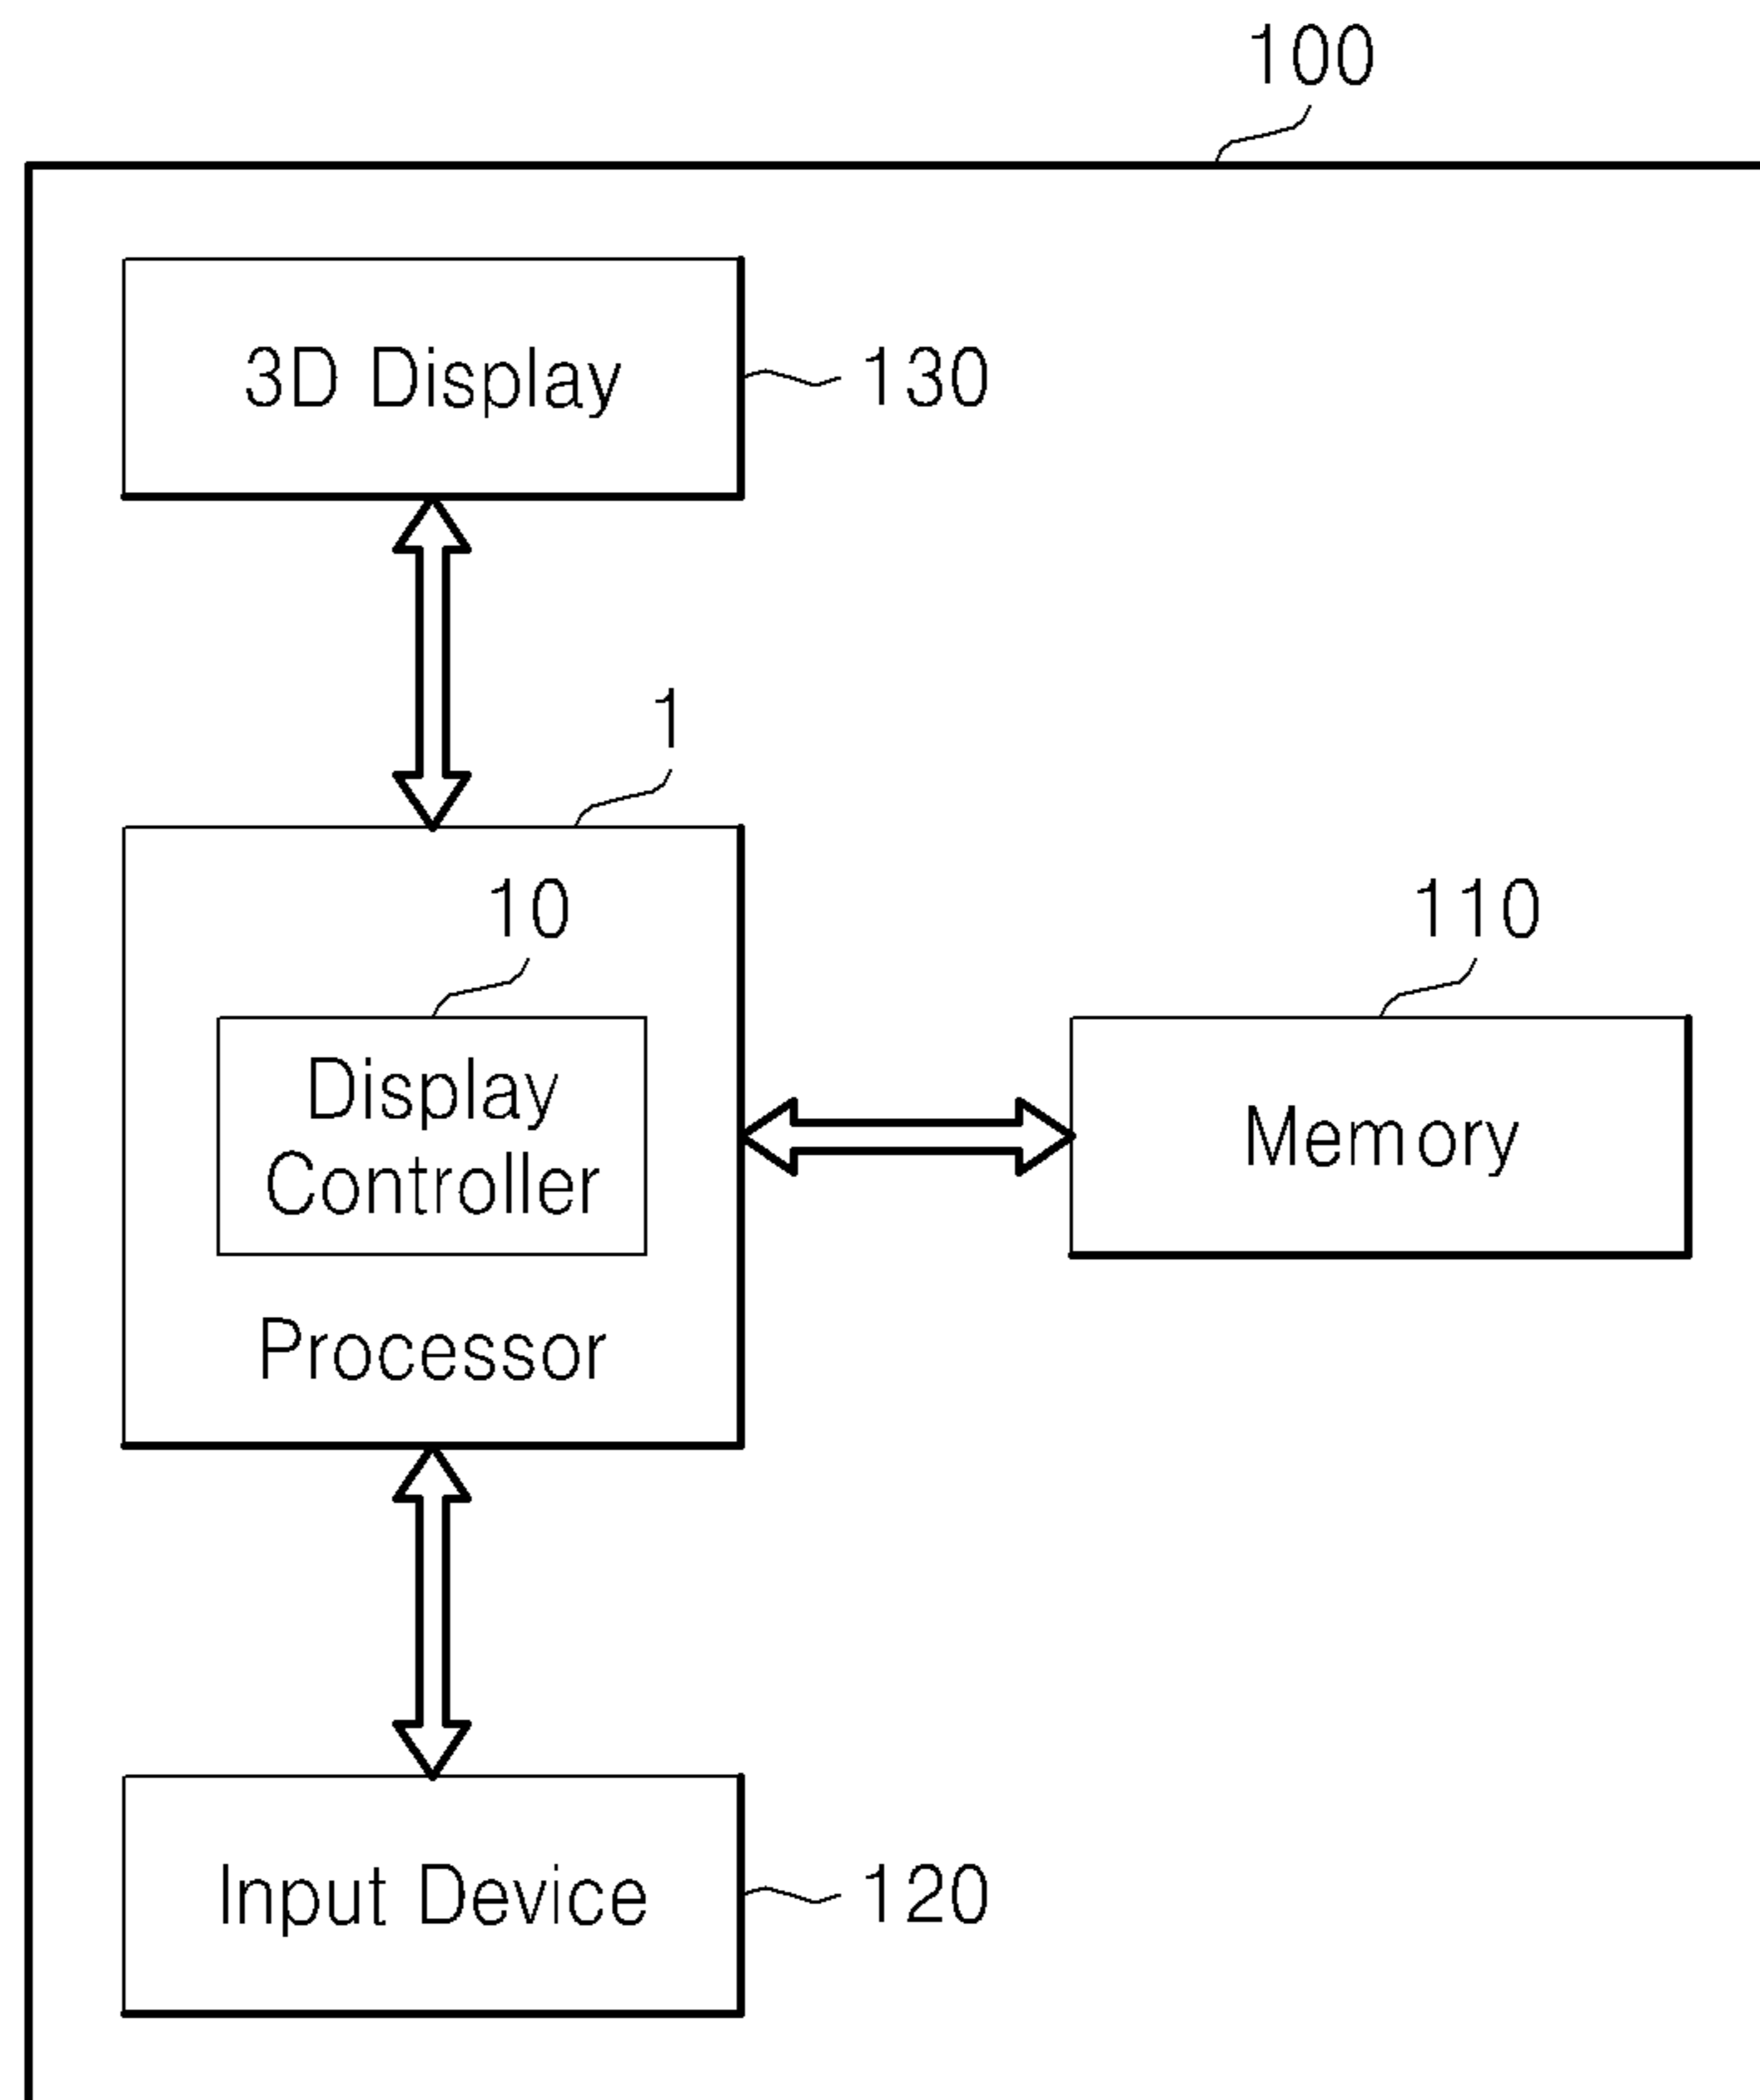 100
3D Display
130
1
10
110
Display
Controller
Memory
Processor
Input Device
120